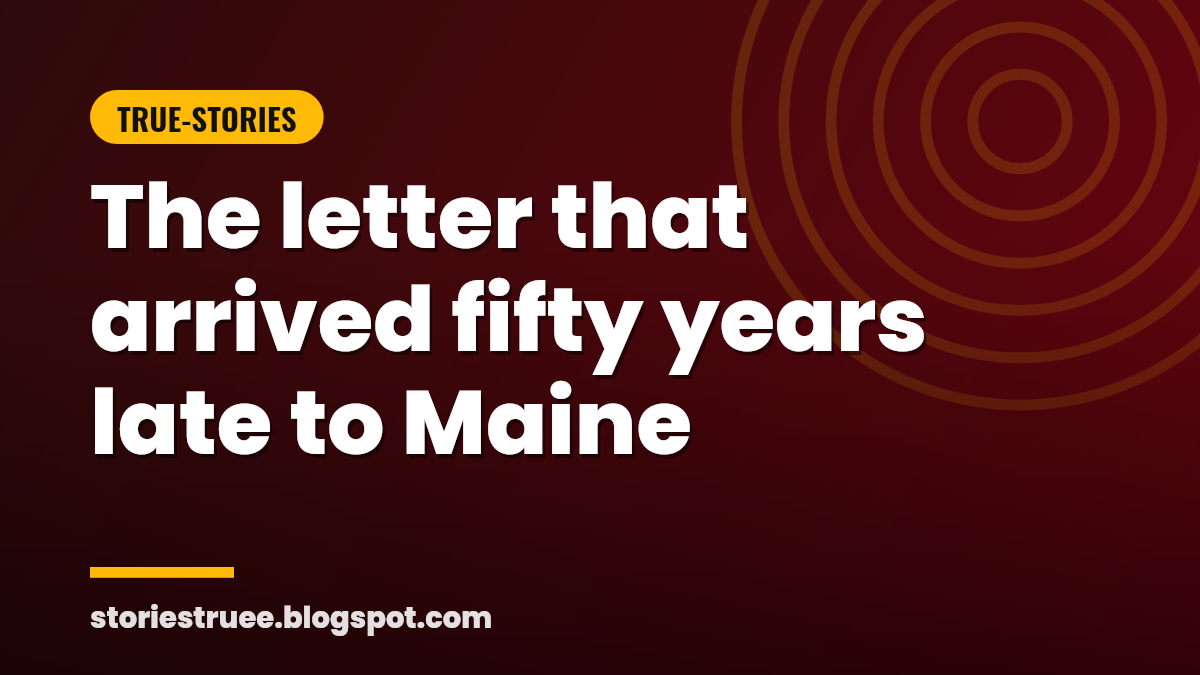 TRUE-STORIES
The letter that
arrived fifty years
late to Maine
storiestruee.blogspot.com